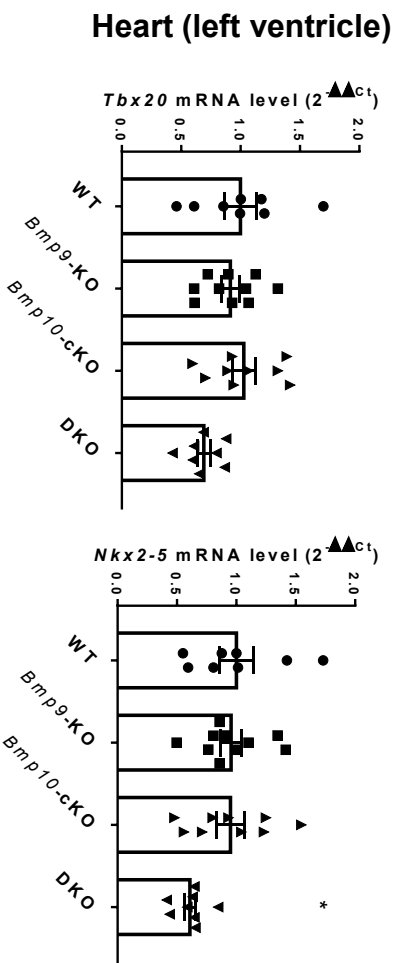 Heart (left ventricle)
Tbx20 mRNA level (2^-▲▲Ct)
0.0
0.5
1.0
1.5
2.0
WT
Bmp9-KO
Bmp10-cKO
DKO
Nkx2-5 mRNA level (2^-▲▲Ct)
0.0
0.5
1.0
1.5
2.0
WT
Bmp9-KO
Bmp10-cKO
DKO
*